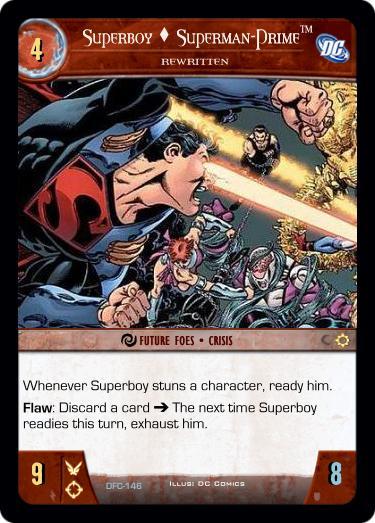 4
Superboy ♦ Superman-Prime™
DC
REWRITTEN
S
FUTURE FOES • CRISIS
Whenever Superboy stuns a character, ready him.
Flaw: Discard a card ➔ The next time Superboy
readies this turn, exhaust him.
9
DFC-146
Illus: DC Comics
8